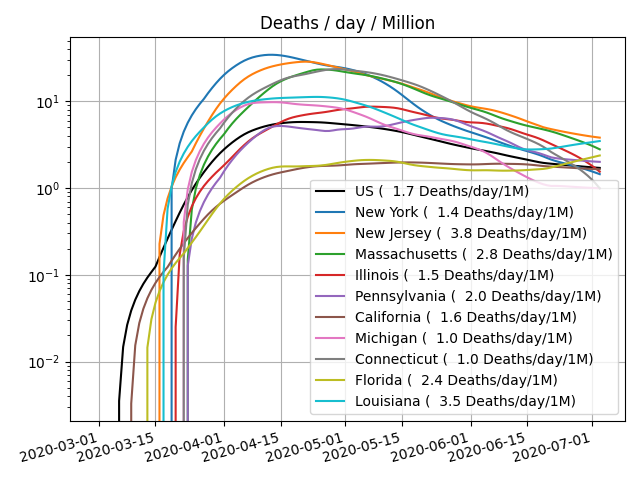 Deaths / day / Million
10¹
10⁰
10⁻¹
10⁻²
US (  1.7 Deaths/day/1M)
New York (  1.4 Deaths/day/1M)
New Jersey (  3.8 Deaths/day/1M)
Massachusetts (  2.8 Deaths/day/1M)
Illinois (  1.5 Deaths/day/1M)
Pennsylvania (  2.0 Deaths/day/1M)
California (  1.6 Deaths/day/1M)
Michigan (  1.0 Deaths/day/1M)
Connecticut (  1.0 Deaths/day/1M)
Florida (  2.4 Deaths/day/1M)
Louisiana (  3.5 Deaths/day/1M)
2020-03-01
2020-03-15
2020-04-01
2020-04-15
2020-05-01
2020-05-15
2020-06-01
2020-06-15
2020-07-01